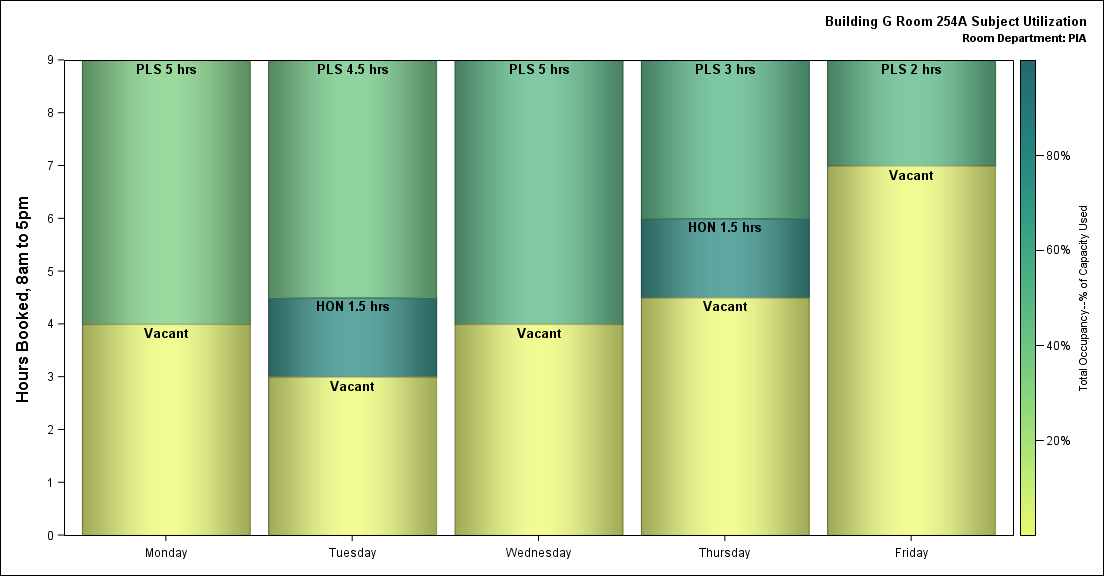 Building G Room 254A Subject Utilization
Room Department: PIA
Hours Booked, 8am to 5pm
9
8
7
6
5
4
3
2
1
0
PLS 5 hrs
Vacant
PLS 4.5 hrs
HON 1.5 hrs
Vacant
PLS 5 hrs
Vacant
PLS 3 hrs
HON 1.5 hrs
Vacant
PLS 2 hrs
Vacant
Monday
Tuesday
Wednesday
Thursday
Friday
80%
60%
40%
20%
Total Occupancy--% of Capacity Used